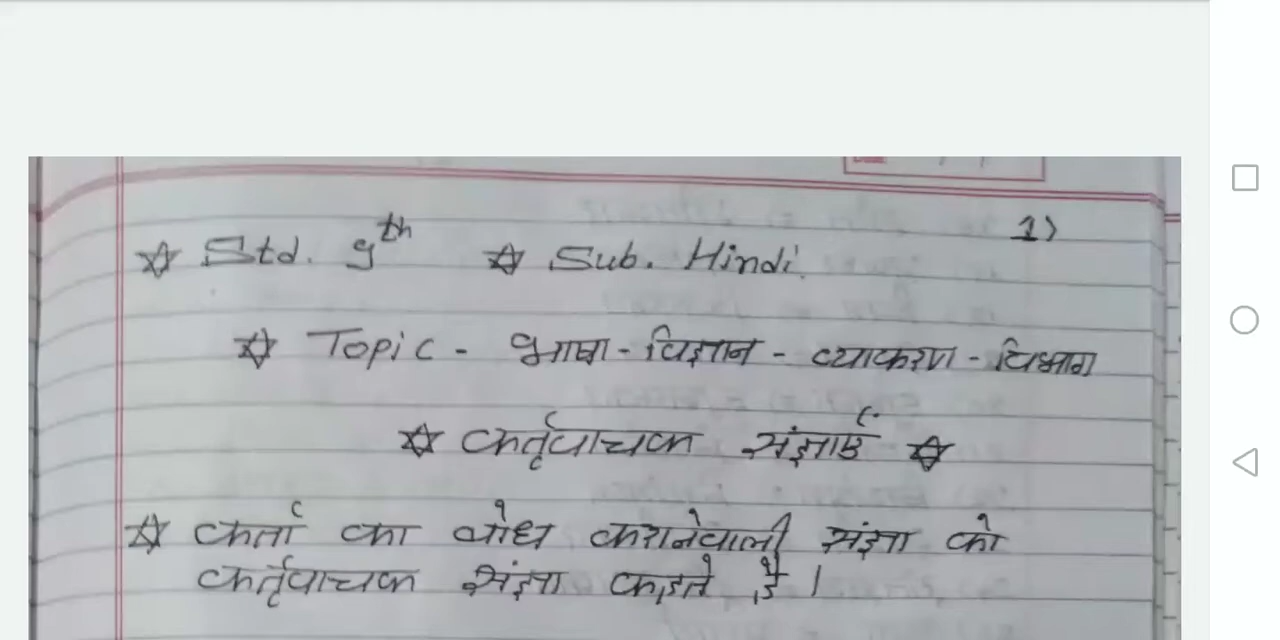 1)
☆ Std. 9th ☆ Sub. Hindi.
☆ Topic - भाषा - विज्ञान - व्याकरण - विभाग
☆ कर्तृवाचक संज्ञाएँ ☆
☆ कर्ता का बोध करानेवाली संज्ञा को
कर्तृवाचक संज्ञा कहते है ।